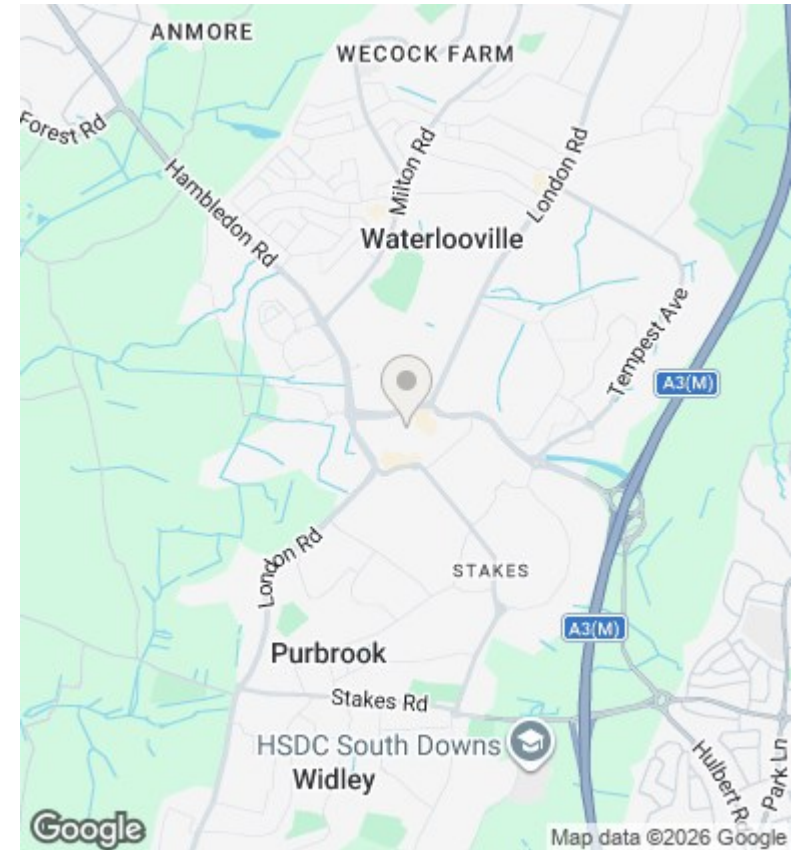 ANMORE
WECOCK FARM
Forest Rd
Hambledon Rd
Milton Rd
London Rd
Waterlooville
Tempest Ave
A3(M)
London Rd
STAKES
A3(M)
Purbrook
Stakes Rd
HSDC South Downs
Widley
Hulbert Rd
Park Ln
Google
Map data ©2026 Google